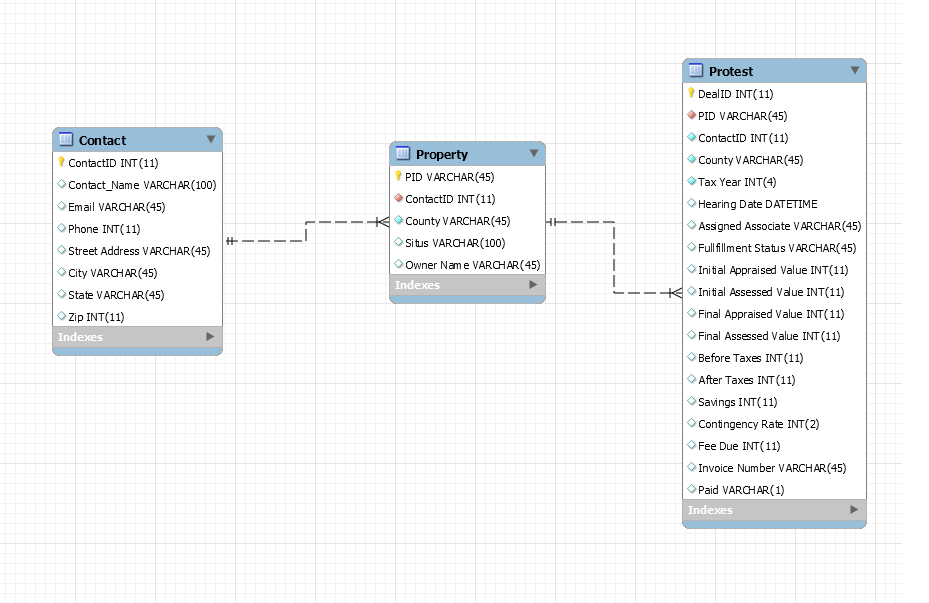 Contact
ContactID INT(11)
Contact_Name VARCHAR(100)
Email VARCHAR(45)
Phone INT(11)
Street Address VARCHAR(45)
City VARCHAR(45)
State VARCHAR(45)
Zip INT(11)
Indexes
Property
PID VARCHAR(45)
ContactID INT(11)
County VARCHAR(45)
Situs VARCHAR(100)
Owner Name VARCHAR(45)
Indexes
Protest
DealID INT(11)
PID VARCHAR(45)
ContactID INT(11)
County VARCHAR(45)
Tax Year INT(4)
Hearing Date DATETIME
Assigned Associate VARCHAR(45)
Fullfillment Status VARCHAR(45)
Initial Appraised Value INT(11)
Initial Assessed Value INT(11)
Final Appraised Value INT(11)
Final Assessed Value INT(11)
Before Taxes INT(11)
After Taxes INT(11)
Savings INT(11)
Contingency Rate INT(2)
Fee Due INT(11)
Invoice Number VARCHAR(45)
Paid VARCHAR(1)
Indexes